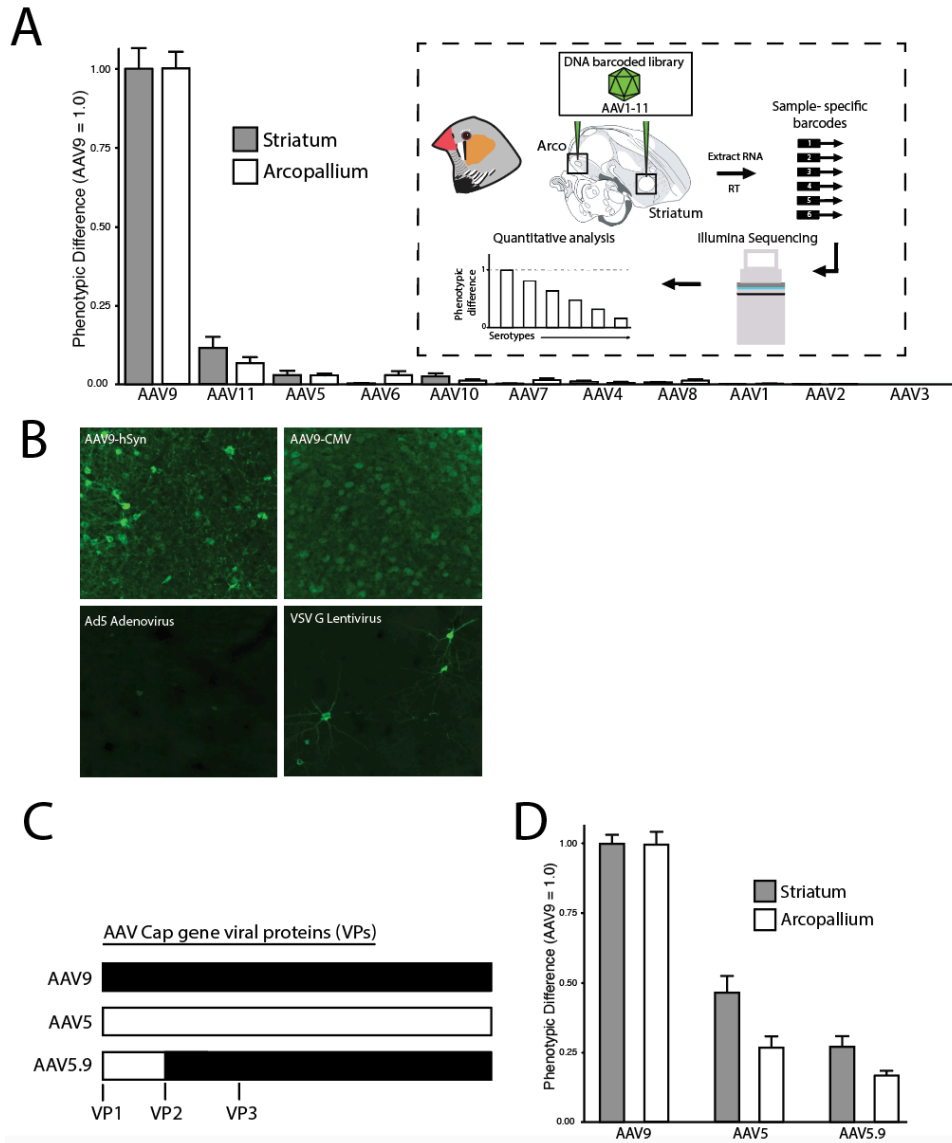 A
Phenotypic Difference (AAV9 = 1.0)
1.00
0.75
0.50
0.25
0.00
Striatum
Arcopallium
AAV9
AAV11
AAV5
AAV6
AAV10
AAV7
AAV4
AAV8
AAV1
AAV2
AAV3
DNA barcoded library
AAV1-11
Arco
Striatum
Extract RNA
RT
Sample- specific
barcodes
1
2
3
4
5
6
Illumina Sequencing
Quantitative analysis
Phenotypic
difference
1
0
Serotypes
B
AAV9-hSyn
AAV9-CMV
Ad5 Adenovirus
VSV G Lentivirus
C
AAV Cap gene viral proteins (VPs)
AAV9
AAV5
AAV5.9
VP1
VP2
VP3
D
Phenotypic Difference (AAV9 = 1.0)
1.00
0.75
0.50
0.25
0.00
Striatum
Arcopallium
AAV9
AAV5
AAV5.9